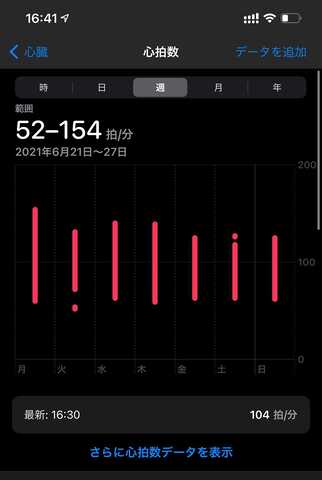 16:41
心臓
心拍数
データを追加
時 日 週 月 年
範囲
52–154 拍/分
2021年6月21日〜27日
200
100
0
月 火 水 木 金 土 日
最新: 16:30 104 拍/分
さらに心拍数データを表示